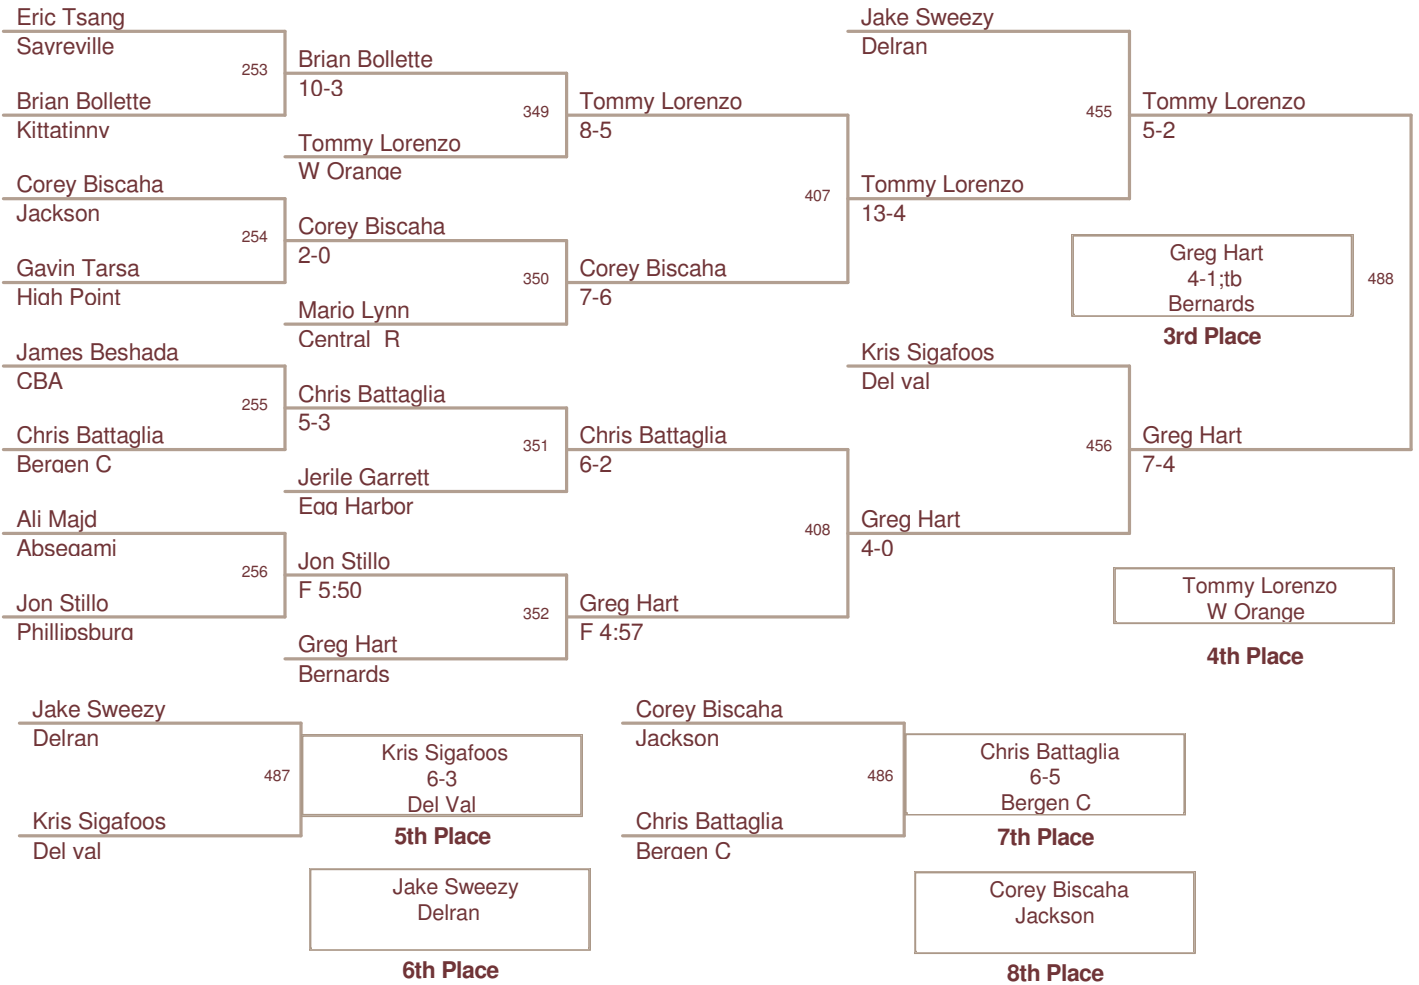 Eric Tsang
Sayreville
253
Brian Bollette
Kittatinny
Brian Bollette
10-3
349
Tommy Lorenzo
W Orange
Tommy Lorenzo
8-5
Corey Biscaha
Jackson
254
Gavin Tarsa
High Point
Corey Biscaha
2-0
350
Mario Lynn
Central R
Corey Biscaha
7-6
407
Tommy Lorenzo
13-4
James Beshada
CBA
255
Chris Battaglia
Bergen C
Chris Battaglia
5-3
351
Jerile Garrett
Egg Harbor
Chris Battaglia
6-2
Ali Majd
Absegami
256
Jon Stillo
Phillipsburg
Jon Stillo
F 5:50
352
Greg Hart
Bernards
Greg Hart
F 4:57
408
Greg Hart
4-0
Jake Sweezy
Delran
455
Tommy Lorenzo
5-2
Kris Sigafoos
Del val
456
Greg Hart
7-4
488
Greg Hart
4-1;tb
Bernards
3rd Place
Tommy Lorenzo
W Orange
4th Place
Jake Sweezy
Delran
487
Kris Sigafoos
Del val
Kris Sigafoos
6-3
Del Val
5th Place
Jake Sweezy
Delran
6th Place
Corey Biscaha
Jackson
486
Chris Battaglia
Bergen C
Chris Battaglia
6-5
Bergen C
7th Place
Corey Biscaha
Jackson
8th Place